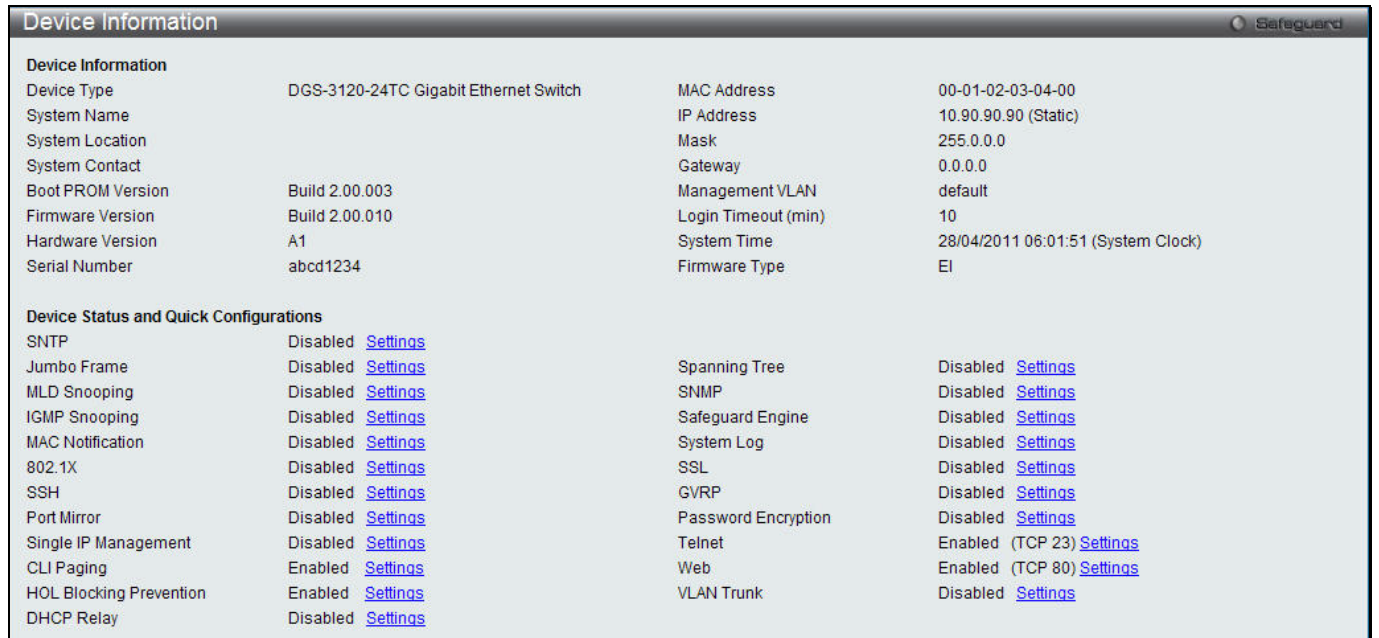 Device Information
Safeguard
Device Information
Device Type DGS-3120-24TC Gigabit Ethernet Switch MAC Address 00-01-02-03-04-00
System Name IP Address 10.90.90.90 (Static)
System Location Mask 255.0.0.0
System Contact Gateway 0.0.0.0
Boot PROM Version Build 2.00.003 Management VLAN default
Firmware Version Build 2.00.010 Login Timeout (min) 10
Hardware Version A1 System Time 28/04/2011 06:01:51 (System Clock)
Serial Number abcd1234 Firmware Type EI
Device Status and Quick Configurations
SNTP Disabled Settings
Jumbo Frame Disabled Settings Spanning Tree Disabled Settings
MLD Snooping Disabled Settings SNMP Disabled Settings
IGMP Snooping Disabled Settings Safeguard Engine Disabled Settings
MAC Notification Disabled Settings System Log Disabled Settings
802.1X Disabled Settings SSL Disabled Settings
SSH Disabled Settings GVRP Disabled Settings
Port Mirror Disabled Settings Password Encryption Disabled Settings
Single IP Management Disabled Settings Telnet Enabled (TCP 23) Settings
CLI Paging Enabled Settings Web Enabled (TCP 80) Settings
HOL Blocking Prevention Enabled Settings VLAN Trunk Disabled Settings
DHCP Relay Disabled Settings